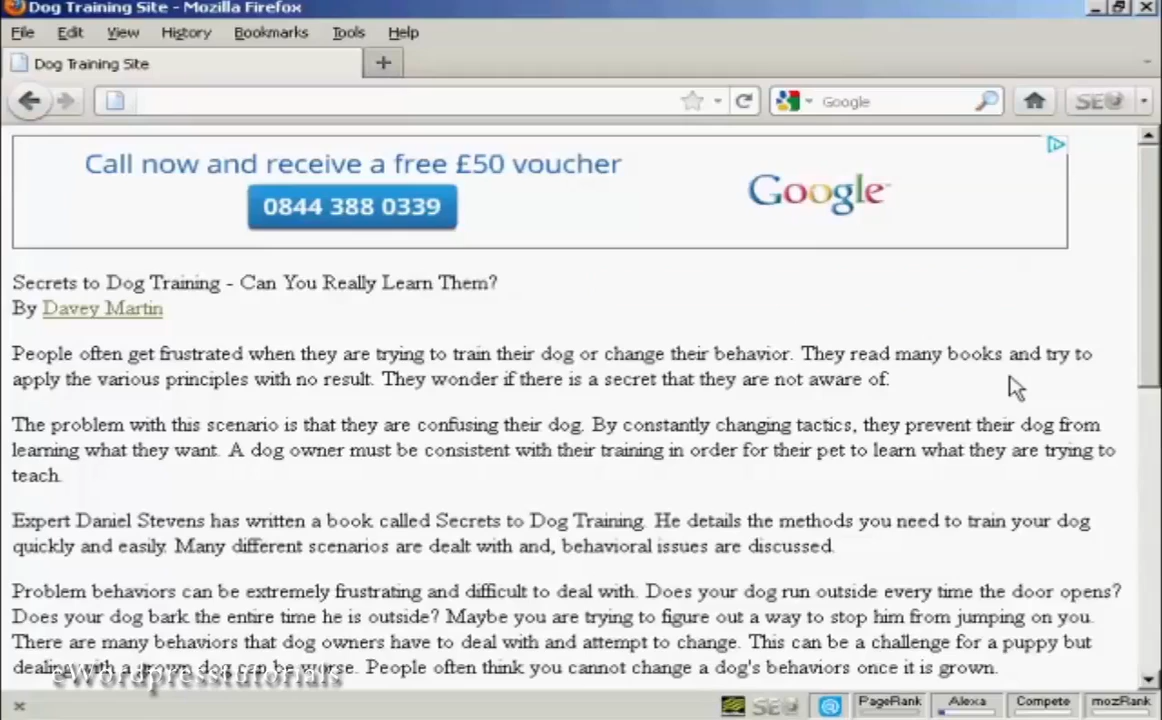 Dog Training Site - Mozilla Firefox
File Edit View History Bookmarks Tools Help
Dog Training Site
Google
SEO
Call now and receive a free £50 voucher
0844 388 0339
Google
Secrets to Dog Training - Can You Really Learn Them?
By Davey Martin
People often get frustrated when they are trying to train their dog or change their behavior. They read many books and try to
apply the various principles with no result. They wonder if there is a secret that they are not aware of.
The problem with this scenario is that they are confusing their dog. By constantly changing tactics, they prevent their dog from
learning what they want. A dog owner must be consistent with their training in order for their pet to learn what they are trying to
teach.
Expert Daniel Stevens has written a book called Secrets to Dog Training. He details the methods you need to train your dog
quickly and easily. Many different scenarios are dealt with and, behavioral issues are discussed.
Problem behaviors can be extremely frustrating and difficult to deal with. Does your dog run outside every time the door opens?
Does your dog bark the entire time he is outside? Maybe you are trying to figure out a way to stop him from jumping on you.
There are many behaviors that dog owners have to deal with and attempt to change. This can be a challenge for a puppy but
dealing with a grown dog can be worse. People often think you cannot change a dog's behaviors once it is grown.
eWordpresstutorials
SEO PageRank Alexa Compete mozRank